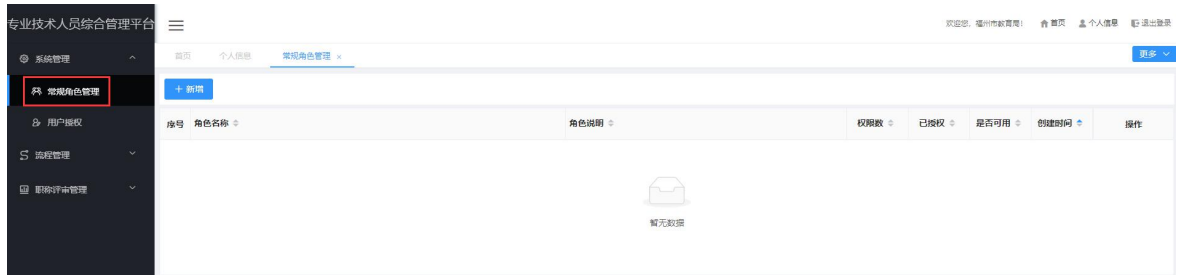 专业技术人员综合管理平台
欢迎您, 福州市教育局! 首页 个人信息 退出登录
系统管理
常规角色管理
用户授权
流程管理
职称评审管理
首页 个人信息 常规角色管理 × 更多
+ 新增
序号 角色名称 角色说明 权限数 已授权 是否可用 创建时间 操作
暂无数据